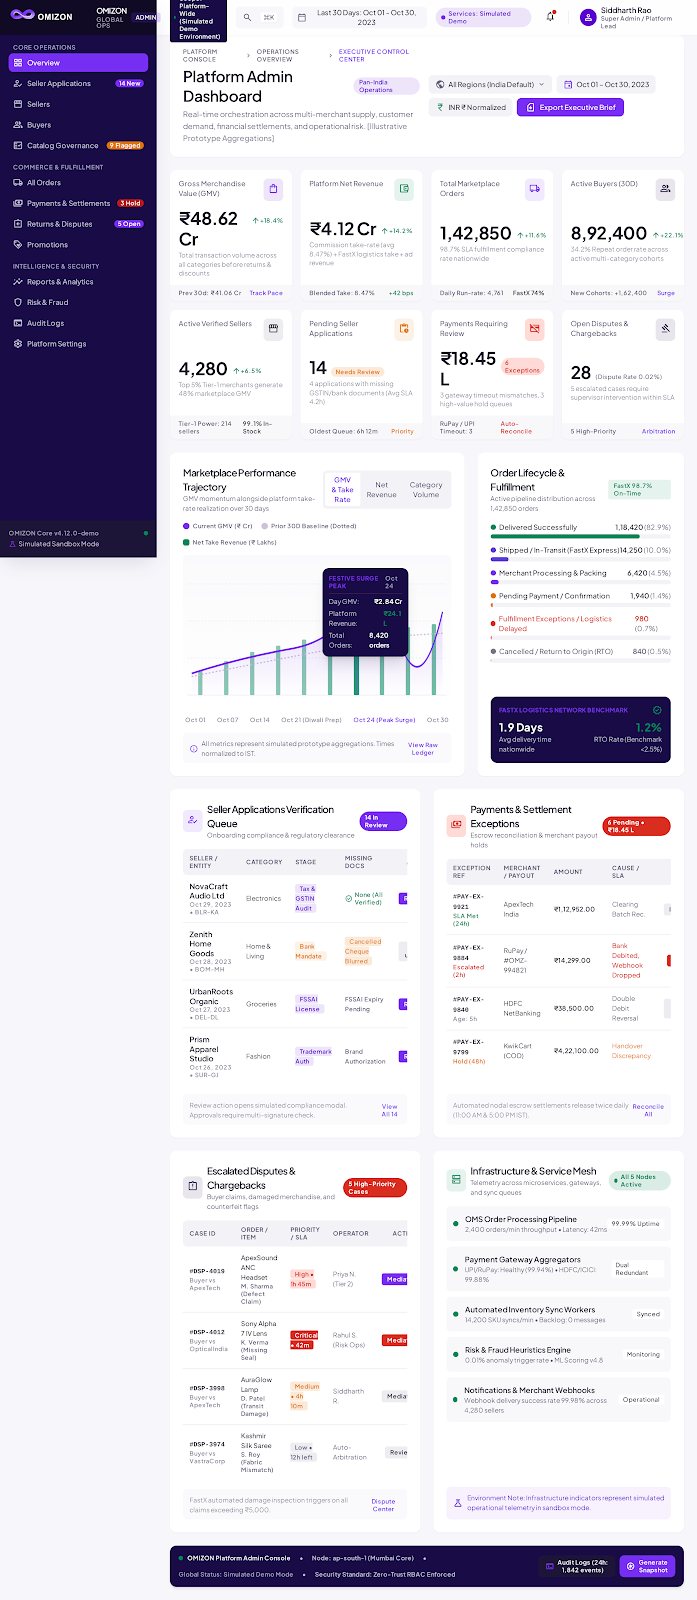 OMIZON
OMIZON GLOBAL OPS
ADMIN
CORE OPERATIONS
Overview
Seller Applications
14 New
Sellers
Buyers
Catalog Governance
9 Flagged
COMMERCE & FULFILLMENT
All Orders
Payments & Settlements
3 Hold
Returns & Disputes
5 Open
Promotions
INTELLIGENCE & SECURITY
Reports & Analytics
Risk & Fraud
Audit Logs
Platform Settings
OMIZON Core v4.12.0-demo
Simulated Sandbox Mode
Platform-
Wide
(Simulated
Demo
Environment)
⌘K
Last 30 Days: Oct 01 - Oct 30,
2023
Services: Simulated
Demo
Siddharth Rao
Super Admin / Platform
Lead
PLATFORM CONSOLE
OPERATIONS OVERVIEW
EXECUTIVE CONTROL CENTER
Platform Admin
Dashboard
Pan-India
Operations
Real-time orchestration across multi-merchant supply, customer
demand, financial settlements, and operational risk. [Illustrative
Prototype Aggregations]
All Regions (India Default)
Oct 01 – Oct 30, 2023
INR ₹ Normalized
Export Executive Brief
Gross Merchandise
Value (GMV)
₹48.62
Cr
+18.4%
Total transaction volume across
all categories before returns &
discounts
Prev 30d: ₹41.06 Cr
Track Pace
Platform Net Revenue
₹4.12 Cr
+14.2%
Commission take-rate (avg
8.47%) + FastX logistics take + ad
revenue
Blended Take: 8.47%
+42 bps
Total Marketplace
Orders
1,42,850
+11.6%
98.7% SLA fulfillment compliance
rate nationwide
Daily Run-rate: 4,761
FastX 74%
Active Buyers (30D)
8,92,400
+22.1%
34.2% Repeat order rate across
active multi-category cohorts
New Cohorts: +1,62,400
Surge
Active Verified Sellers
4,280
+6.5%
Top 5% Tier-1 merchants generate
48% marketplace GMV
Tier-1 Power: 214
sellers
99.1% In-
Stock
Pending Seller
Applications
14
Needs Review
4 applications with missing
GSTIN/bank documents (Avg SLA
4.2h)
Oldest Queue: 6h 12m
Priority
Payments Requiring
Review
₹18.45
L
6
Exceptions
3 gateway timeout mismatches, 3
high-value hold queues
RuPay / UPI
Timeout: 3
Auto-
Reconcile
Open Disputes &
Chargebacks
28
(Dispute Rate 0.02%)
5 escalated cases require
supervisor intervention within SLA
5 High-Priority
Arbitration
Marketplace Performance
Trajectory
GMV momentum alongside platform take-
rate realization over 30 days
GMV
& Take
Rate
Net
Revenue
Category
Volume
Current GMV (₹ Cr)
Prior 30D Baseline (Dotted)
Net Take Revenue (₹ Lakhs)
FESTIVE SURGE
PEAK
Oct
24
Day GMV:
₹2.84 Cr
Platform
Revenue:
₹24.1
L
Total
Orders:
8,420
orders
Oct 01
Oct 07
Oct 14
Oct 21 (Diwali Prep)
Oct 24 (Peak Surge)
Oct 30
All metrics represent simulated prototype aggregations. Times
normalized to IST.
View Raw
Ledger
Order Lifecycle &
Fulfillment
Active pipeline distribution across
1,42,850 orders
FastX 98.7%
On-Time
Delivered Successfully
1,18,420 (82.9%)
Shipped / In-Transit (FastX Express)
14,250 (10.0%)
Merchant Processing & Packing
6,420 (4.5%)
Pending Payment / Confirmation
1,940 (1.4%)
Fulfillment Exceptions / Logistics
Delayed
980
(0.7%)
Cancelled / Return to Origin (RTO)
840 (0.5%)
FASTX LOGISTICS NETWORK BENCHMARK
1.9 Days
Avg delivery time
nationwide
1.2%
RTO Rate (Benchmark
<2.5%)
Seller Applications Verification
Queue
Onboarding compliance & regulatory clearance
14 In
Review
SELLER /
ENTITY
CATEGORY
STAGE
MISSING
DOCS
NovaCraft
Audio Ltd
Oct 29, 2023
• BLR-KA
Electronics
Tax &
GSTIN
Audit
None (All
Verified)
Zenith
Home
Goods
Oct 28, 2023
• BOM-MH
Home &
Living
Bank
Mandate
Cancelled
Cheque
Blurred
UrbanRoots
Organic
Oct 27, 2023
• DEL-DL
Groceries
FSSAI
License
FSSAI Expiry
Pending
Prism
Apparel
Studio
Oct 26, 2023
• SUR-GJ
Fashion
Trademark
Auth
Brand
Authorization
Review action opens simulated compliance modal.
Approvals require multi-signature check.
View
All 14
Payments & Settlement
Exceptions
Escrow reconciliation & merchant payout
holds
6 Pending •
₹18.45 L
EXCEPTION
REF
MERCHANT
/ PAYOUT
AMOUNT
CAUSE /
SLA
#PAY-EX-
9921
SLA Met
(24h)
ApexTech
India
₹1,12,952.00
Clearing
Batch Rec.
#PAY-EX-
9884
Escalated
(2h)
RuPay /
#OMZ-
994821
₹14,299.00
Bank
Debited,
Webhook
Dropped
#PAY-EX-
9840
Age: 5h
HDFC
NetBanking
₹38,500.00
Double
Debit
Reversal
#PAY-EX-
9799
Hold (48h)
KwikCart
(COD)
₹4,22,100.00
Handover
Discrepancy
Automated nodal escrow settlements release twice daily
(11:00 AM & 5:00 PM IST).
Reconcile
All
Escalated Disputes &
Chargebacks
Buyer claims, damaged merchandise, and
counterfeit flags
5 High-Priority
Cases
CASE ID
ORDER /
ITEM
PRIORITY
/ SLA
OPERATOR
ACTI
#DSP-4019
Buyer vs
ApexTech
ApexSound
ANC
Headset
M. Sharma
(Defect
Claim)
High •
1h 45m
Priya N.
(Tier 2)
Mediat
#DSP-4012
Buyer vs
OpticalIndia
Sony Alpha
7 IV Lens
K. Verma
(Missing
Seal)
Critical
• 42m
Rahul S.
(Risk Ops)
Mediat
#DSP-3998
Buyer vs
ApexTech
AuraGlow
Lamp
D. Patel
(Transit
Damage)
Medium
• 4h
10m
Siddharth
R.
Mediat
#DSP-3974
Buyer vs
VastraCorp
Kashmir
Silk Saree
S. Roy
(Fabric
Mismatch)
Low •
12h left
Auto-
Arbitration
Revie
FastX automated damage inspection triggers on all
claims exceeding ₹5,000.
Dispute
Center
Infrastructure & Service Mesh
Telemetry across microservices, gateways,
and sync queues
All 5 Nodes
Active
OMS Order Processing Pipeline
2,400 orders/min throughput • Latency: 42ms
99.99% Uptime
Payment Gateway Aggregators
UPI/RuPay: Healthy (99.94%) • HDFC/ICICI:
99.88%
Dual
Redundant
Automated Inventory Sync Workers
14,200 SKU syncs/min • Backlog: 0 messages
Synced
Risk & Fraud Heuristics Engine
0.01% anomaly trigger rate • ML Scoring v4.8
Monitoring
Notifications & Merchant Webhooks
Webhook delivery success rate 99.98% across
4,280 sellers
Operational
Environment Note: Infrastructure indicators represent simulated
operational telemetry in sandbox mode.
OMIZON Platform Admin Console • Node: ap-south-1 (Mumbai Core) •
Global Status: Simulated Demo Mode • Security Standard: Zero-Trust RBAC Enforced
Audit Logs (24h:
1,842 events)
Generate
Snapshot